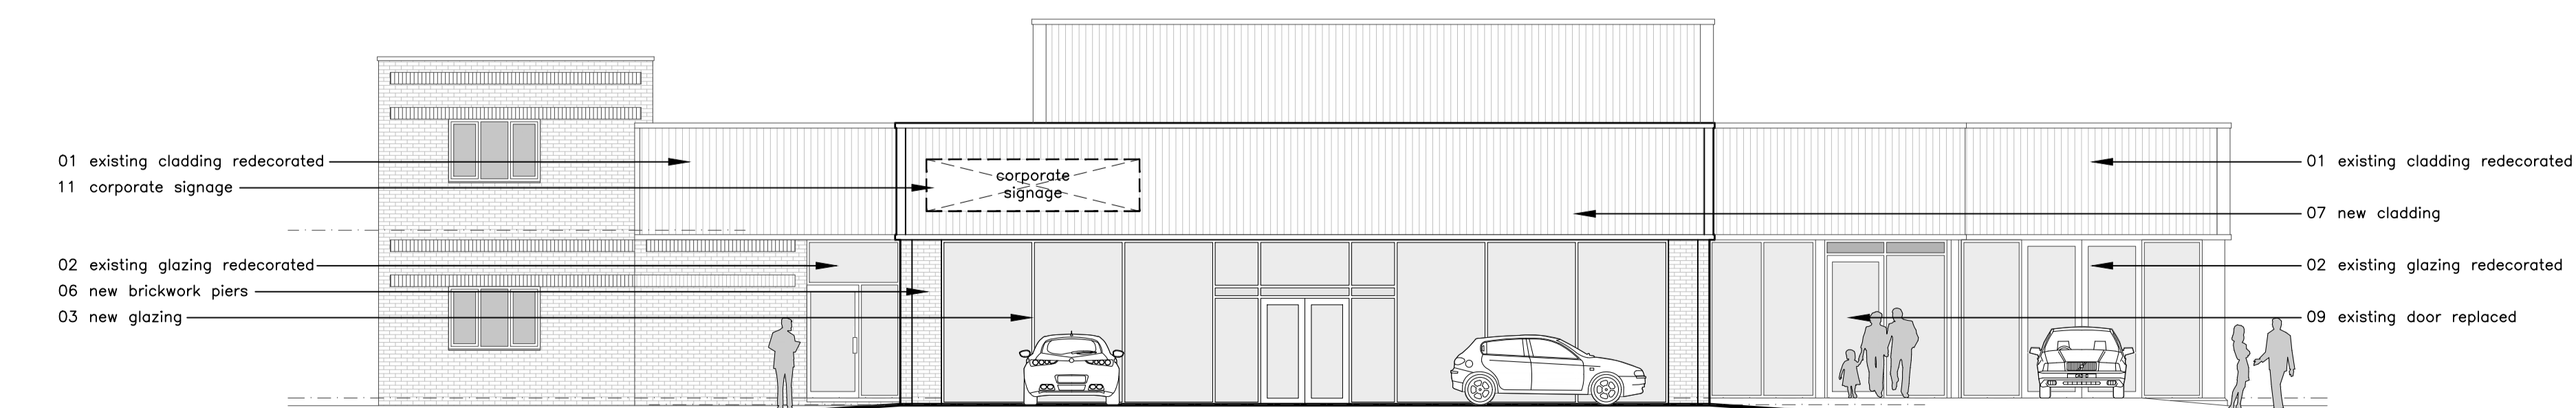 01 existing cladding redecorated
11 corporate signage
02 existing glazing redecorated
06 new brickwork piers
03 new glazing
corporate
signage
01 existing cladding redecorated
07 new cladding
02 existing glazing redecorated
09 existing door replaced